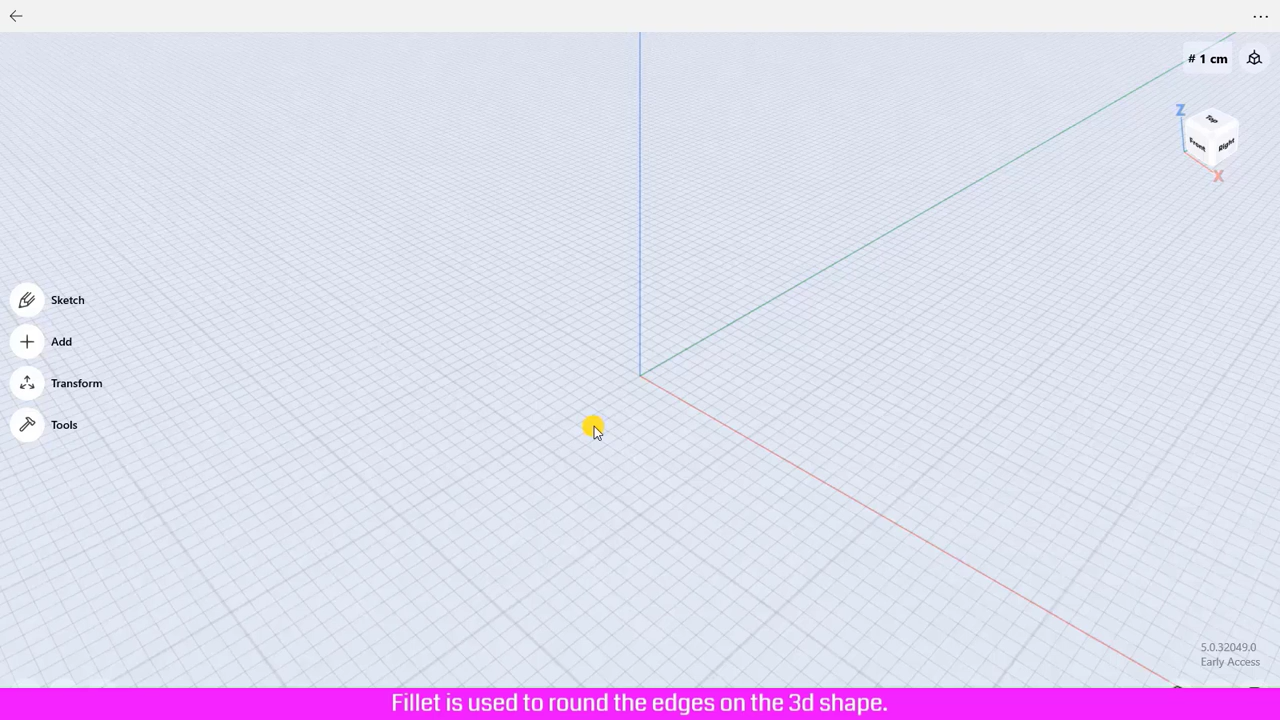 # 1 cm
Z
Top
Front
Right
X
Sketch
Add
Transform
Tools
5.0.32049.0
Early Access
Fillet is used to round the edges on the 3d shape.